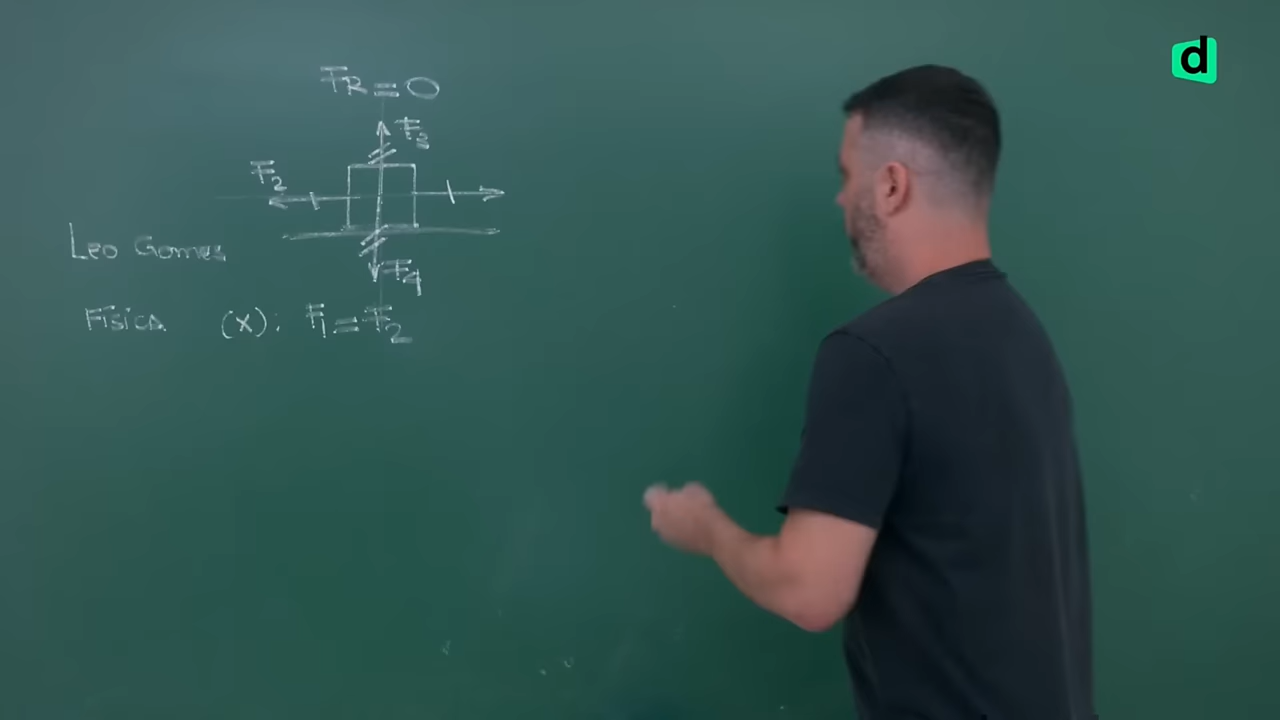 FR = 0
F3
F2
Leo Gomes
F4
Física (x): F1 = F2
d